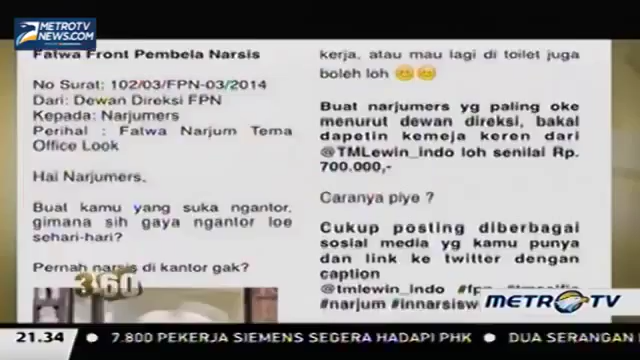 METROTV
NEWS.COM
Fatwa Front Pembela Narsis
No Surat: 102/03/FPN-03/2014
Dari: Dewan Direksi FPN
Kepada: Narjumers
Perihal : Fatwa Narjum Tema
Office Look
Hai Narjumers,
Buat kamu yang suka ngantor,
gimana sih gaya ngantor loe
sehari-hari?
Pernah narsis di kantor gak?
360
kerja, atau mau lagi di toilet juga
boleh loh 😊😊
Buat narjumers yg paling oke
menurut dewan direksi, bakal
dapetin kemeja keren dari
@TMLewin_indo loh senilai Rp.
700.000,-
Caranya piye ?
Cukup posting diberbagai
sosial media yg kamu punya
dan link ke twitter dengan
caption
@tmlewin_indo #fpn
#narjum #innarsisw
METRO TV
21.34 • 7.800 PEKERJA SIEMENS SEGERA HADAPI PHK • DUA SERANGAN